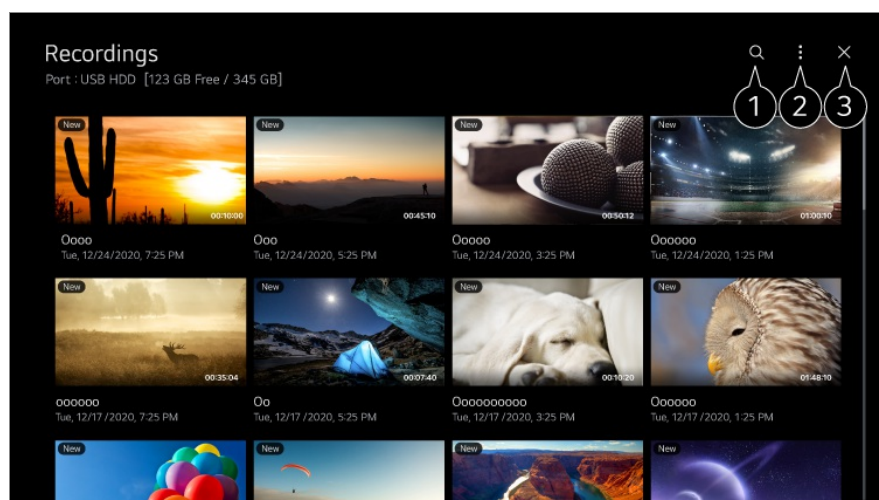 Recordings
Port : USB HDD [123 GB Free / 345 GB]
1 2 3
New New New New
00:10:00 00:45:10 00:50:12 01:00:10
Oooo Ooo Ooooo Oooooo
Tue, 12/24/2020, 7:25 PM Tue, 12/24/2020, 5:25 PM Tue, 12/24/2020, 3:25 PM Tue, 12/24/2020, 1:25 PM
New New New New
00:35:04 00:07:40 00:10:20 01:48:10
oooooo Oo Oooooooooo Oooooo
Tue, 12/17 /2020, 7:25 PM Tue, 12/17 /2020, 5:25 PM Tue, 12/17 /2020, 3:25 PM Tue, 12/17 /2020, 1:25 PM
New New New New